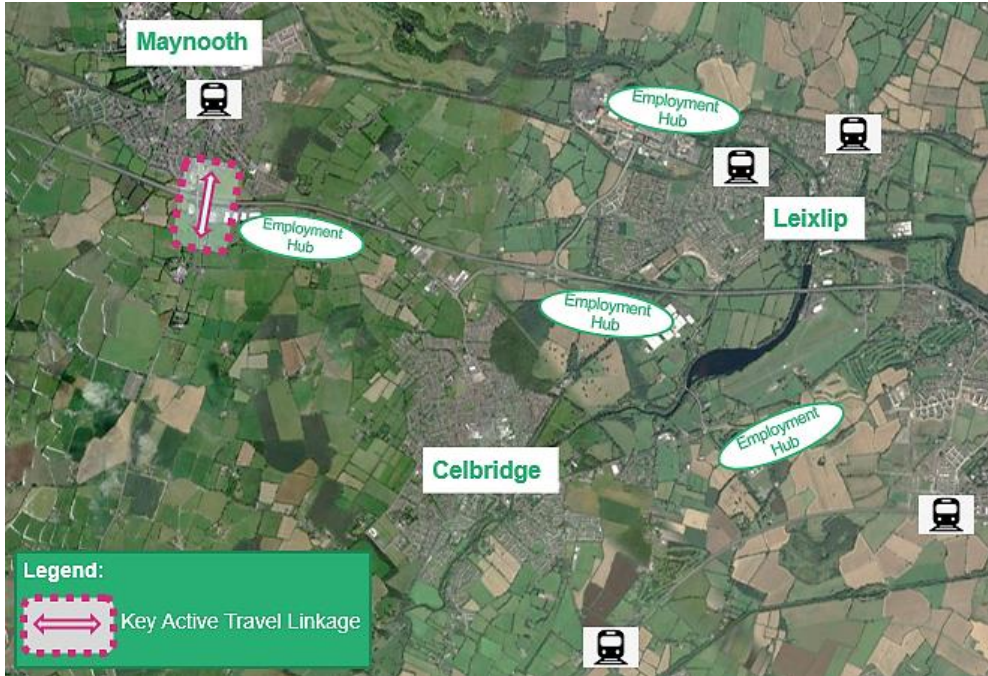 Maynooth
Employment
Hub
Leixlip
Employment
Hub
Employment
Hub
Employment
Hub
Celbridge
Legend:
Key Active Travel Linkage